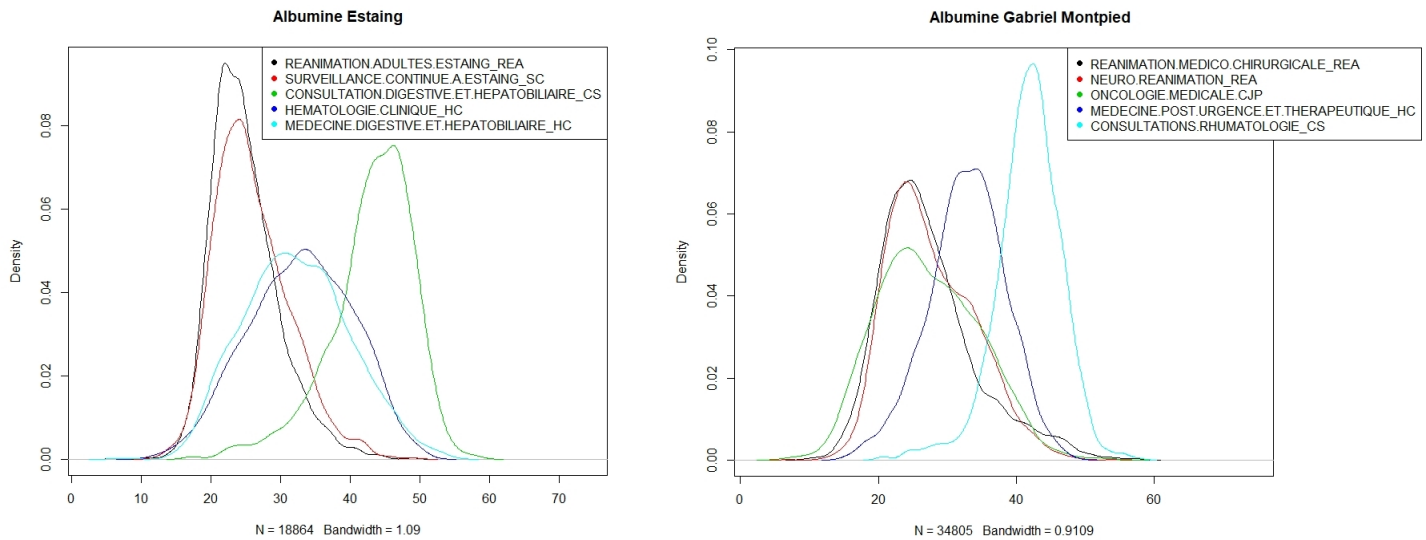 Albumine Estaing
REANIMATION.ADULTES.ESTAING_REA
SURVEILLANCE.CONTINUE.A.ESTAING_SC
CONSULTATION.DIGESTIVE.ET.HEPATOBILIAIRE_CS
HEMATOLOGIE.CLINIQUE_HC
MEDECINE.DIGESTIVE.ET.HEPATOBILIAIRE_HC
Density
0.08
0.06
0.04
0.02
0.00
0 10 20 30 40 50 60 70
N = 18864 Bandwidth = 1.09
Albumine Gabriel Montpied
REANIMATION.MEDICO.CHIRURGICALE_REA
NEURO.REANIMATION_REA
ONCOLOGIE.MEDICALE.CJP
MEDECINE.POST.URGENCE.ET.THERAPEUTIQUE_HC
CONSULTATIONS.RHUMATOLOGIE_CS
Density
0.10
0.08
0.06
0.04
0.02
0.00
0 20 40 60
N = 34805 Bandwidth = 0.9109